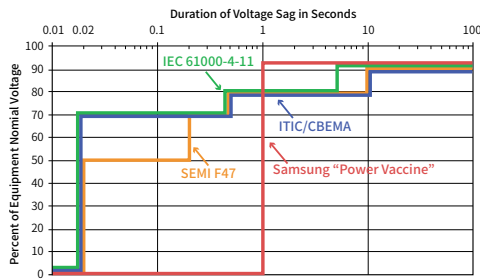 Duration of Voltage Sag in Seconds
0.01 0.02 0.1 1 10 100
Percent of Equipment Nomial Voltage
100
90
80
70
60
50
40
30
20
10
0
IEC 61000-4-11
ITIC/CBEMA
SEMI F47
Samsung “Power Vaccine”